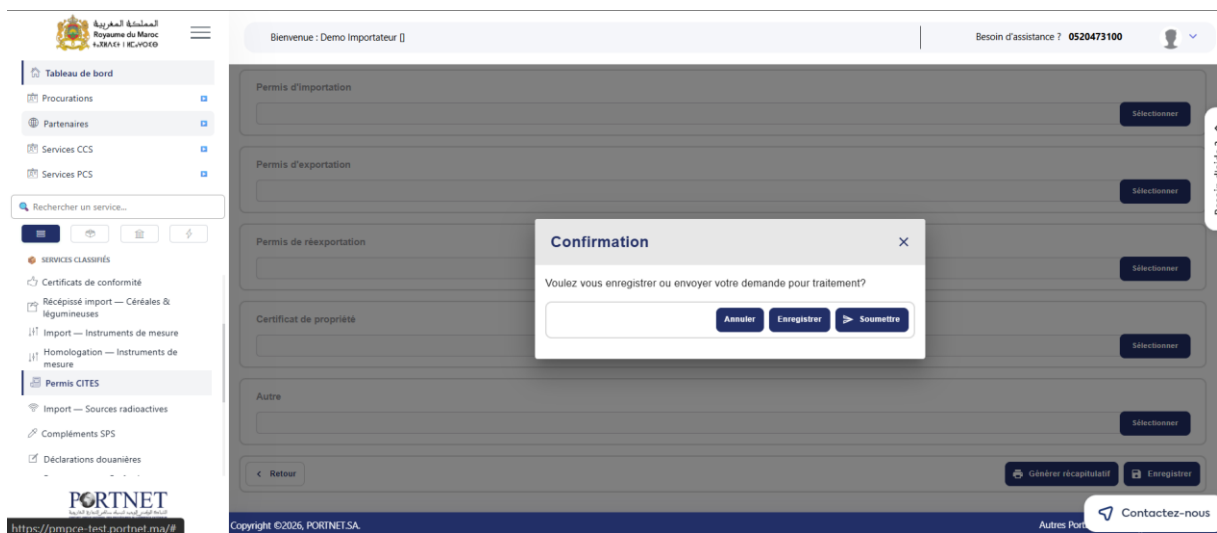 المملكة المغربية
Royaume du Maroc
ⵜⴰⴳⵍⴷⵉⵜ ⵏ ⵍⵎⵖⵔⵉⴱ
Bienvenue : Demo Importateur []
Besoin d'assistance ? 0520473100
Tableau de bord
Procurations
Partenaires
Services CCS
Services PCS
Rechercher un service...
SERVICES CLASSIFIÉS
Certificats de conformité
Récépissé import — Céréales &
légumineuses
Import — Instruments de mesure
Homologation — Instruments de
mesure
Permis CITES
Import — Sources radioactives
Compléments SPS
Déclarations douanières
PORTNET
https://pmpce-test.portnet.ma/#
Permis d'importation
Sélectionner
Permis d'exportation
Sélectionner
Permis de réexportation
Sélectionner
Certificat de propriété
Sélectionner
Autre
Sélectionner
Confirmation
×
Voulez vous enregistrer ou envoyer votre demande pour traitement?
Annuler
Enregistrer
Soumettre
Retour
Générer récapitulatif
Enregistrer
Copyright ©2026, PORTNET.SA.
Autres
Contactez-nous